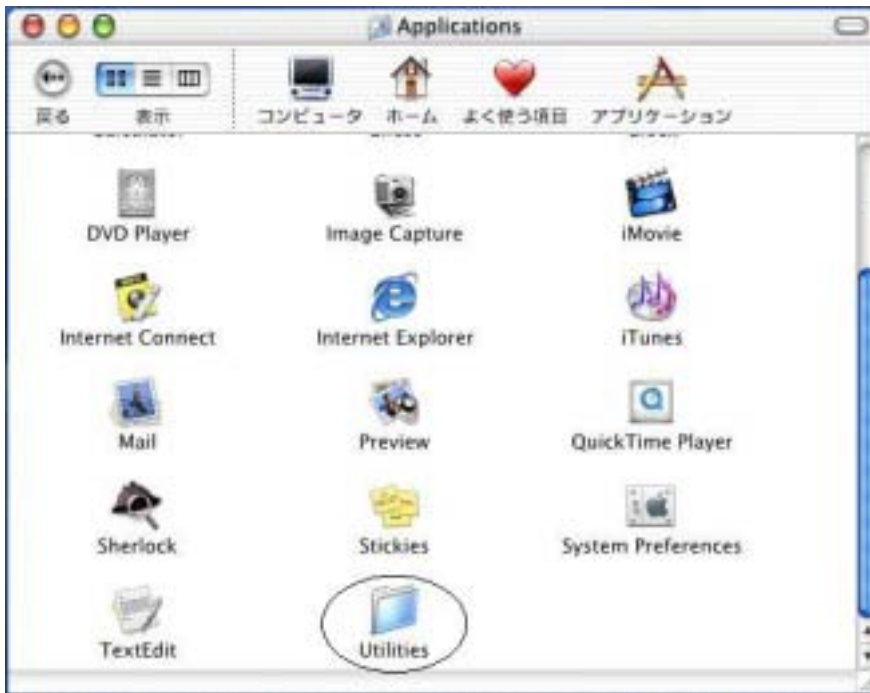 Applications
戻る 表示 コンピュータ ホーム よく使う項目 アプリケーション
DVD Player Image Capture iMovie
Internet Connect Internet Explorer iTunes
Mail Preview QuickTime Player
Sherlock Stickies System Preferences
TextEdit Utilities